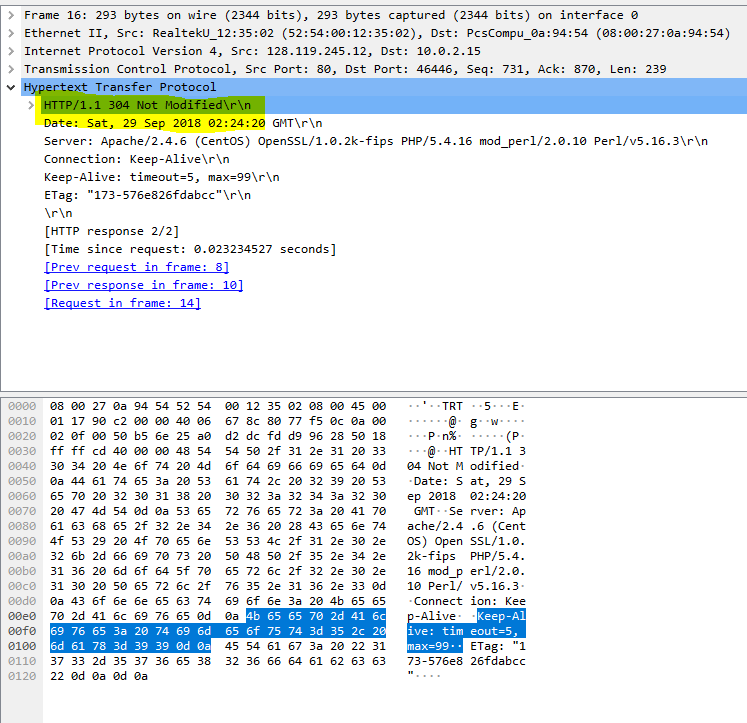 Frame 16: 293 bytes on wire (2344 bits), 293 bytes captured (2344 bits) on interface 0
Ethernet II, Src: RealtekU_12:35:02 (52:54:00:12:35:02), Dst: PcsCompu_0a:94:54 (08:00:27:0a:94:54)
Internet Protocol Version 4, Src: 128.119.245.12, Dst: 10.0.2.15
Transmission Control Protocol, Src Port: 80, Dst Port: 46446, Seq: 731, Ack: 870, Len: 239
Hypertext Transfer Protocol
HTTP/1.1 304 Not Modified\r\n
Date: Sat, 29 Sep 2018 02:24:20 GMT\r\n
Server: Apache/2.4.6 (CentOS) OpenSSL/1.0.2k-fips PHP/5.4.16 mod_perl/2.0.10 Perl/v5.16.3\r\n
Connection: Keep-Alive\r\n
Keep-Alive: timeout=5, max=99\r\n
ETag: "173-576e826fdabcc"\r\n
\r\n
[HTTP response 2/2]
[Time since request: 0.023234527 seconds]
[Prev request in frame: 8]
[Prev response in frame: 10]
[Request in frame: 14]
0000 08 00 27 0a 94 54 52 54 00 12 35 02 08 00 45 00 ··'··TRT ··5···E·
0010 01 17 90 c2 00 00 40 06 67 8c 80 77 f5 0c 0a 00 ······@· g··w····
0020 02 0f 00 50 b5 6e 25 a0 d2 dc fd d9 96 28 50 18 ···P·n%· ·····(P·
0030 ff ff cd 40 00 00 48 54 54 50 2f 31 2e 31 20 33 ···@··HT TP/1.1 3
0040 30 34 20 4e 6f 74 20 4d 6f 64 69 66 69 65 64 0d 04 Not M odified·
0050 0a 44 61 74 65 3a 20 53 61 74 2c 20 32 39 20 53 ·Date: S at, 29 S
0060 65 70 20 32 30 31 38 20 30 32 3a 32 34 3a 32 30 ep 2018 02:24:20
0070 20 47 4d 54 0d 0a 53 65 72 76 65 72 3a 20 41 70 GMT··Se rver: Ap
0080 61 63 68 65 2f 32 2e 34 2e 36 20 28 43 65 6e 74 ache/2.4 .6 (Cent
0090 4f 53 29 20 4f 70 65 6e 53 53 4c 2f 31 2e 30 2e OS) Open SSL/1.0.
00a0 32 6b 2d 66 69 70 73 20 50 48 50 2f 35 2e 34 2e 2k-fips PHP/5.4.
00b0 31 36 20 6d 6f 64 5f 70 65 72 6c 2f 32 2e 30 2e 16 mod_p erl/2.0.
00c0 31 30 20 50 65 72 6c 2f 76 35 2e 31 36 2e 33 0d 10 Perl/ v5.16.3·
00d0 0a 43 6f 6e 6e 65 63 74 69 6f 6e 3a 20 4b 65 65 ·Connect ion: Kee
00e0 70 2d 41 6c 69 76 65 0d 0a 4b 65 65 70 2d 41 6c p-Alive· ·Keep-Al
00f0 69 76 65 3a 20 74 69 6d 65 6f 75 74 3d 35 2c 20 ive: tim eout=5,
0100 6d 61 78 3d 39 39 0d 0a 45 54 61 67 3a 20 22 31 max=99·· ETag: "1
0110 37 33 2d 35 37 36 65 38 32 36 66 64 61 62 63 63 73-576e8 26fdabcc
0120 22 0d 0a 0d 0a "····